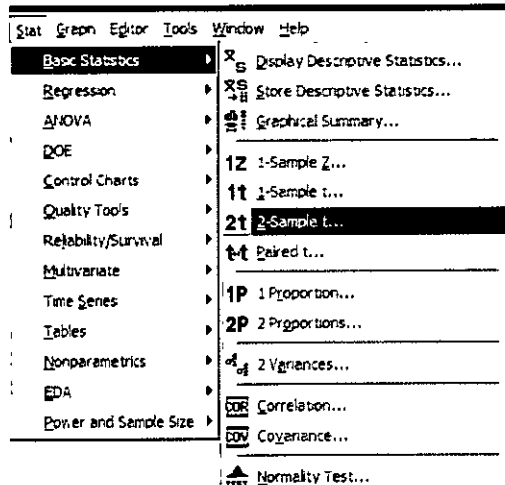 Stat Graph Editor Tools Window Help
Basic Statistics
Regression
ANOVA
DOE
Control Charts
Quality Tools
Reliability/Survival
Multivariate
Time Series
Tables
Nonparametrics
EDA
Power and Sample Size
Display Descriptive Statistics...
Store Descriptive Statistics...
Graphical Summary...
1Z 1-Sample Z...
1t 1-Sample t...
2t 2-Sample t...
t-t Paired t...
1P 1 Proportion...
2P 2 Proportions...
2 Variances...
COR Correlation...
COV Covariance...
Normality Test...